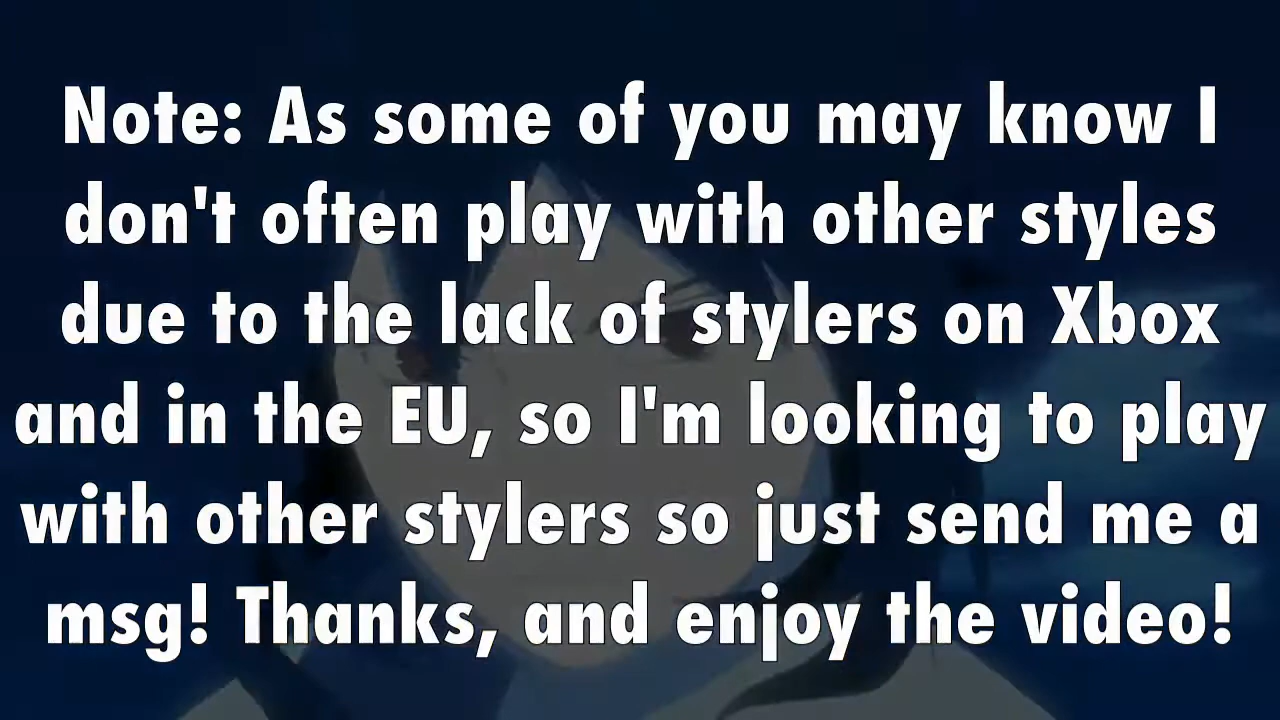 Note: As some of you may know I
don't often play with other styles
due to the lack of stylers on Xbox
and in the EU, so I'm looking to play
with other stylers so just send me a
msg! Thanks, and enjoy the video!